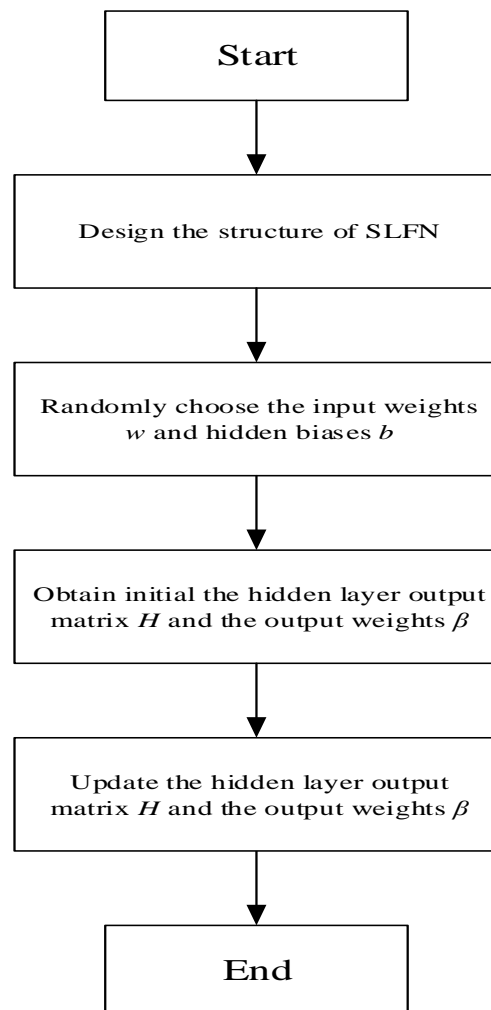 Start
Design the structure of SLFN
Randomly choose the input weights
w and hidden biases b
Obtain initial the hidden layer output
matrix H and the output weights β
Update the hidden layer output
matrix H and the output weights β
End